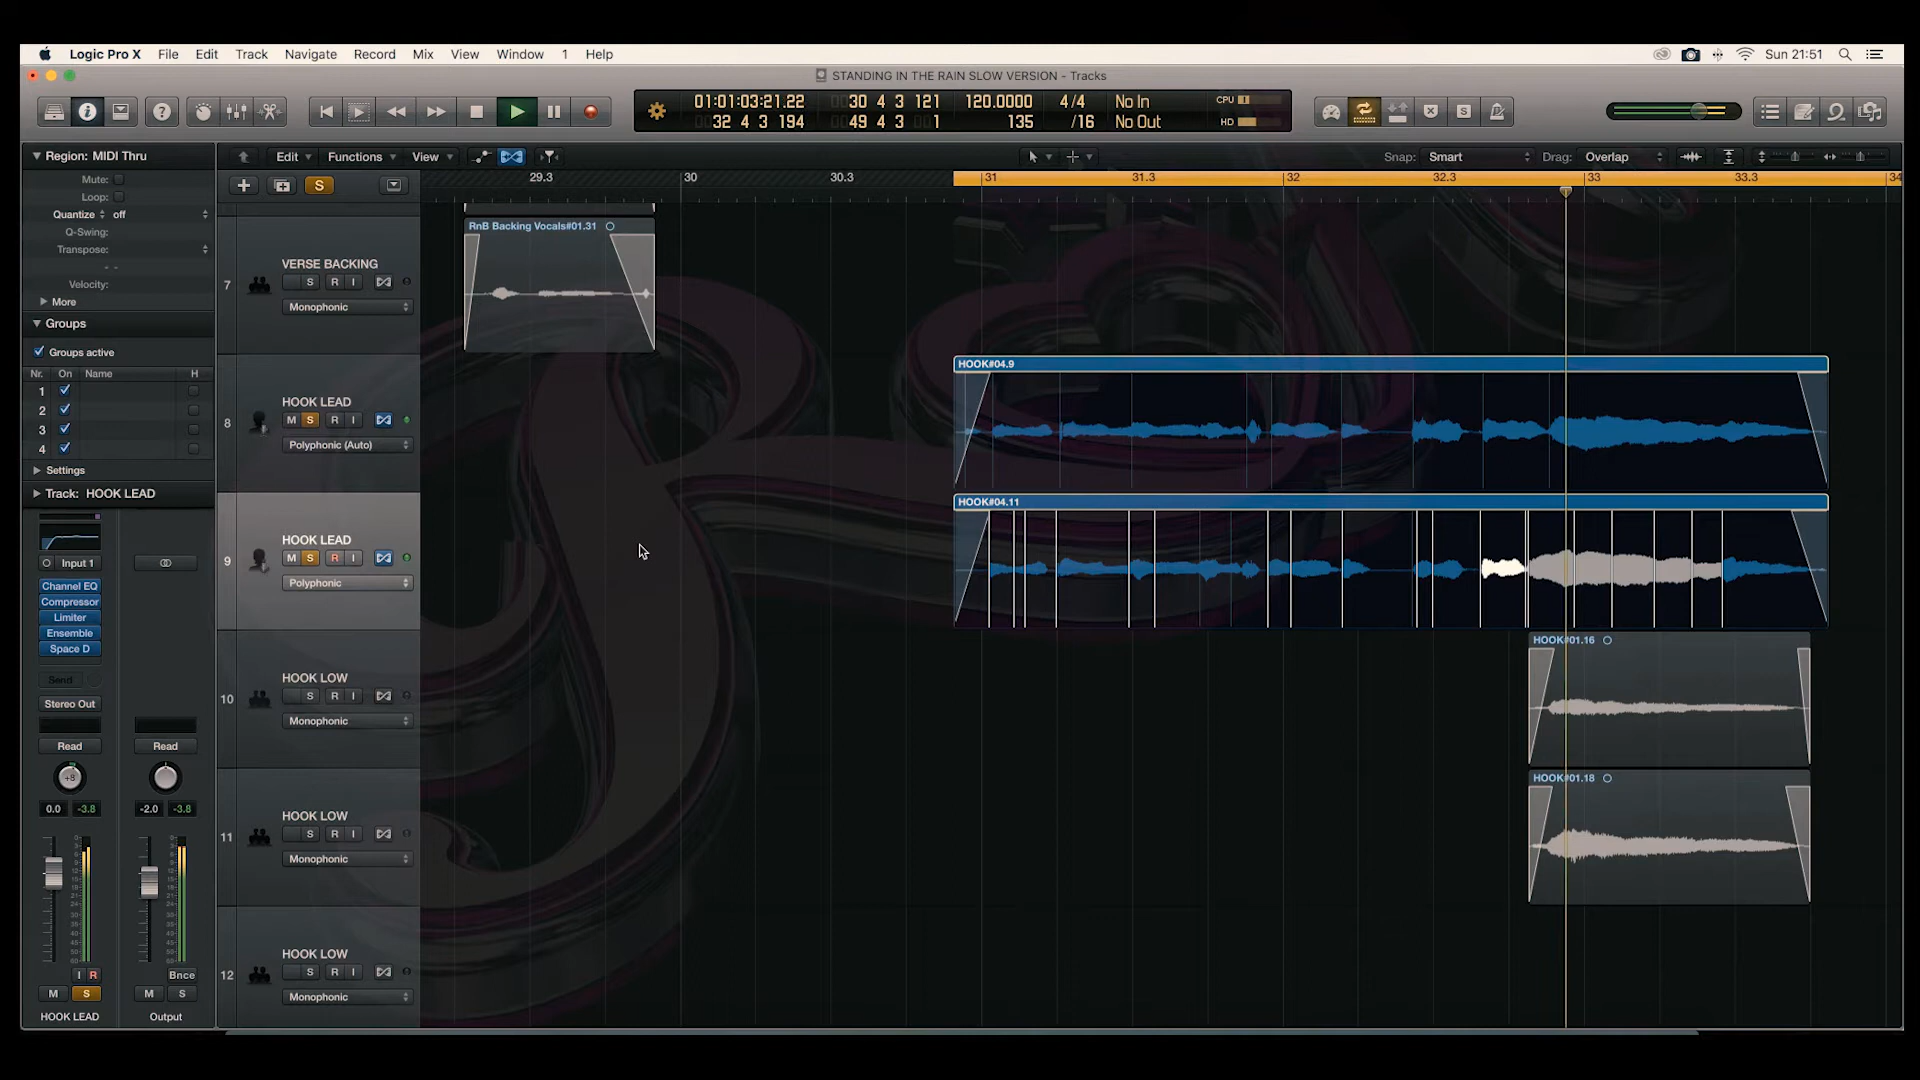 Logic Pro X File Edit Track Navigate Record Mix View Window 1 Help Sun 21:51
STANDING IN THE RAIN SLOW VERSION - Tracks
01:01:03:21.22 30 4 3 121 120.0000 4/4 No In CPU
32 4 3 194 49 4 3 1 135 /16 No Out HD
Region: MIDI Thru
Edit Functions View Snap: Smart Drag: Overlap
Mute:
Loop:
Quantize off
Q-Swing:
Transpose:
- -
Velocity:
More
Groups
Groups active
Nr. On Name H
1
2
3
4
Settings
Track: HOOK LEAD
Input 1
Channel EQ
Compressor
Limiter
Ensemble
Space D
Send
Stereo Out
Read Read
+8
0.0 -3.8 -2.0 -3.8
I R Bnce
M S M S
HOOK LEAD Output
S
29.3 30 30.3 31 31.3 32 32.3 33 33.3 34
7 VERSE BACKING
S R I
Monophonic
RnB Backing Vocals#01.31
8 HOOK LEAD
M S R I
Polyphonic (Auto)
HOOK#04.9
9 HOOK LEAD
M S R I
Polyphonic
HOOK#04.11
10 HOOK LOW
S R I
Monophonic
HOOK#01.16
11 HOOK LOW
S R I
Monophonic
HOOK#01.18
12 HOOK LOW
S R I
Monophonic